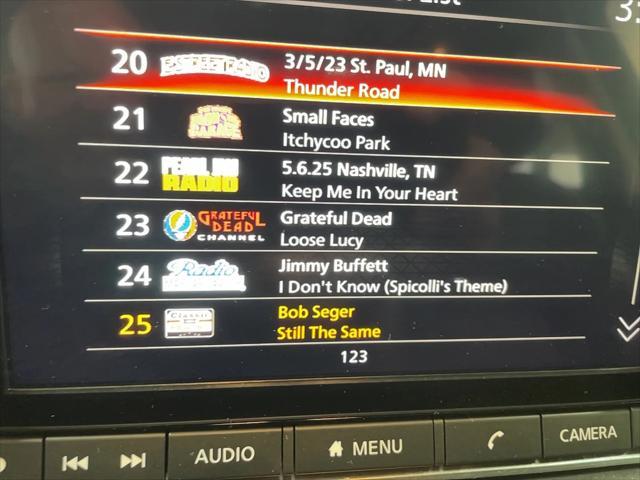 20 3/5/23 St. Paul, MN
Thunder Road
21 Small Faces
Itchycoo Park
22 PEARL JAM RADIO 5.6.25 Nashville, TN
Keep Me In Your Heart
23 GRATEFUL DEAD CHANNEL Grateful Dead
Loose Lucy
24 Radio Jimmy Buffett
I Don't Know (Spicolli's Theme)
25 Classic Bob Seger
Still The Same
123
AUDIO MENU CAMERA